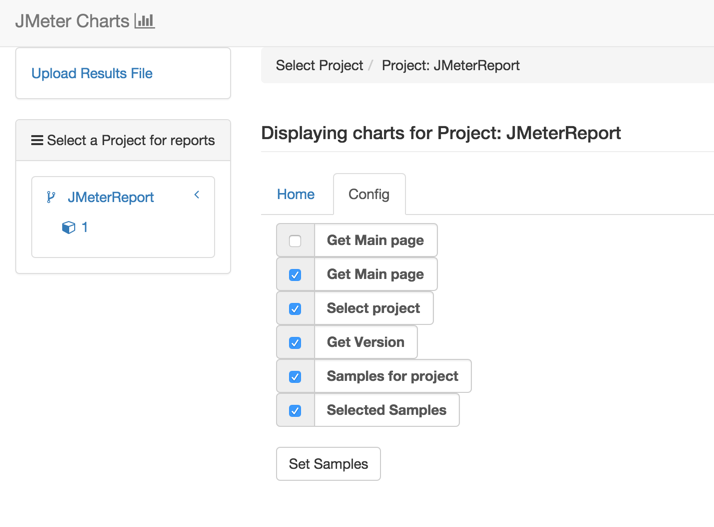 JMeter Charts
Upload Results File
Select Project / Project: JMeterReport
Select a Project for reports
JMeterReport
1
Displaying charts for Project: JMeterReport
Home Config
Get Main page
Get Main page
Select project
Get Version
Samples for project
Selected Samples
Set Samples